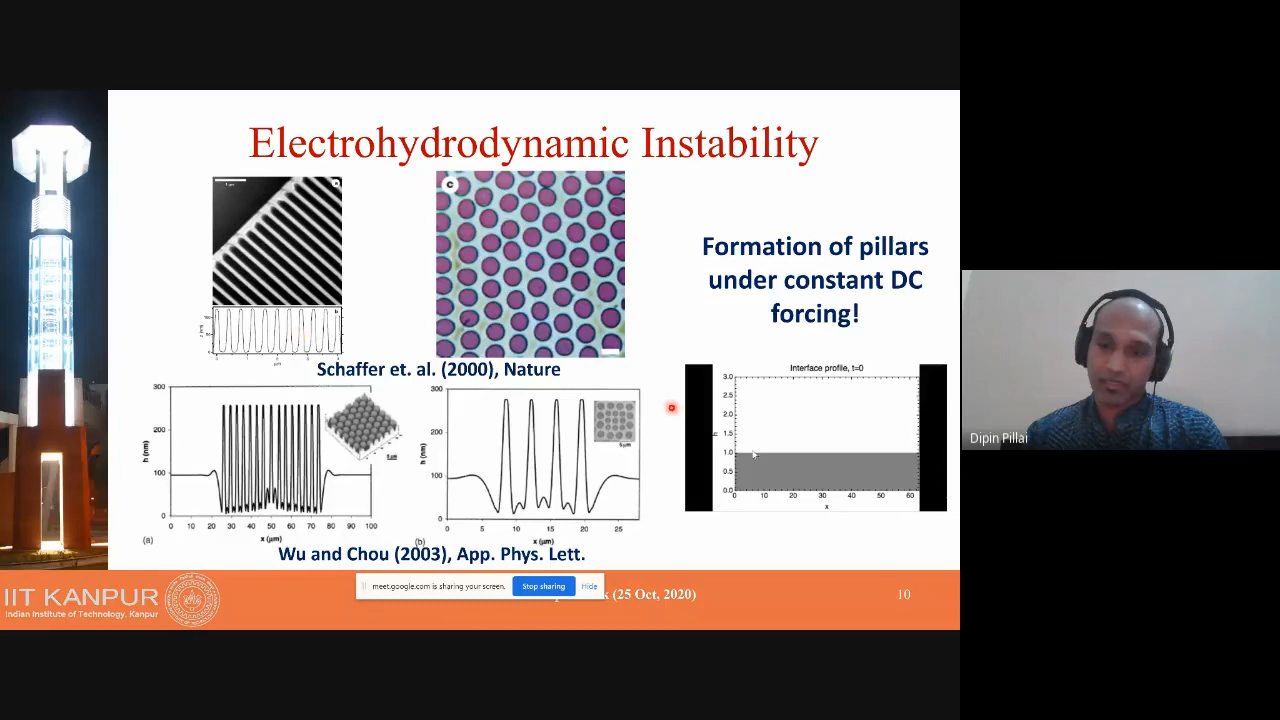 Electrohydrodynamic Instability
c
Formation of pillars
under constant DC
forcing!
Schaffer et. al. (2000), Nature
Interface profile, t=0
3.0
2.5
2.0
1.5
1.0
0.5
0.0
h
0 10 20 30 40 50 60
x
300
200
100
0
h (nm)
0 10 20 30 40 50 60 70 80 90 100
(a)
x (μm)
300
200
100
0
h (nm)
5μm
0 5 10 15 20 25
(b)
x (μm)
Wu and Chou (2003), App. Phys. Lett.
Dipin Pillai
meet.google.com is sharing your screen.
Stop sharing
Hide
(25 Oct, 2020)
10
IIT KANPUR
Indian Institute of Technology, Kanpur